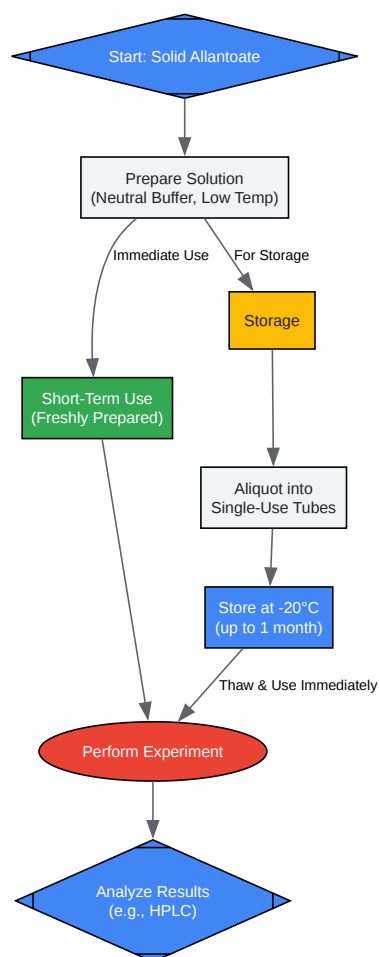 Start: Solid Allantoate
Prepare Solution
(Neutral Buffer, Low Temp)
Immediate Use
For Storage
Storage
Short-Term Use
(Freshly Prepared)
Aliquot into
Single-Use Tubes
Store at -20°C
(up to 1 month)
Thaw & Use Immediately
Perform Experiment
Analyze Results
(e.g., HPLC)